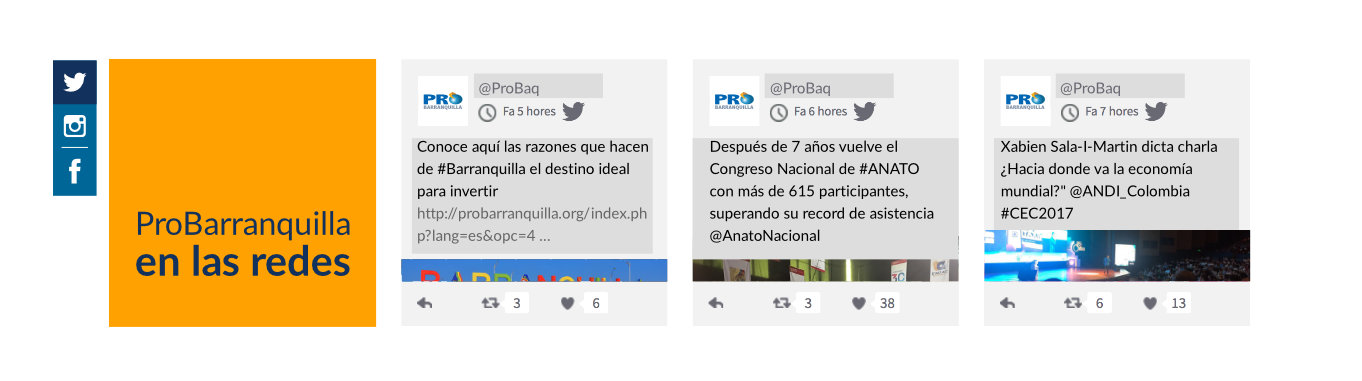 ProBarranquilla
en las redes
PRO
BARRANQUILLA
@ProBaq
Fa 5 hores
Conoce aquí las razones que hacen
de #Barranquilla el destino ideal
para invertir
http://probarranquilla.org/index.ph
p?lang=es&opc=4 ...
BARRANQUILLA
3
6
PRO
BARRANQUILLA
@ProBaq
Fa 6 hores
Después de 7 años vuelve el
Congreso Nacional de #ANATO
con más de 615 participantes,
superando su record de asistencia
@AnatoNacional
3
38
PRO
BARRANQUILLA
@ProBaq
Fa 7 hores
Xabien Sala-I-Martin dicta charla
¿Hacia donde va la economía
mundial?" @ANDI_Colombia
#CEC2017
6
13